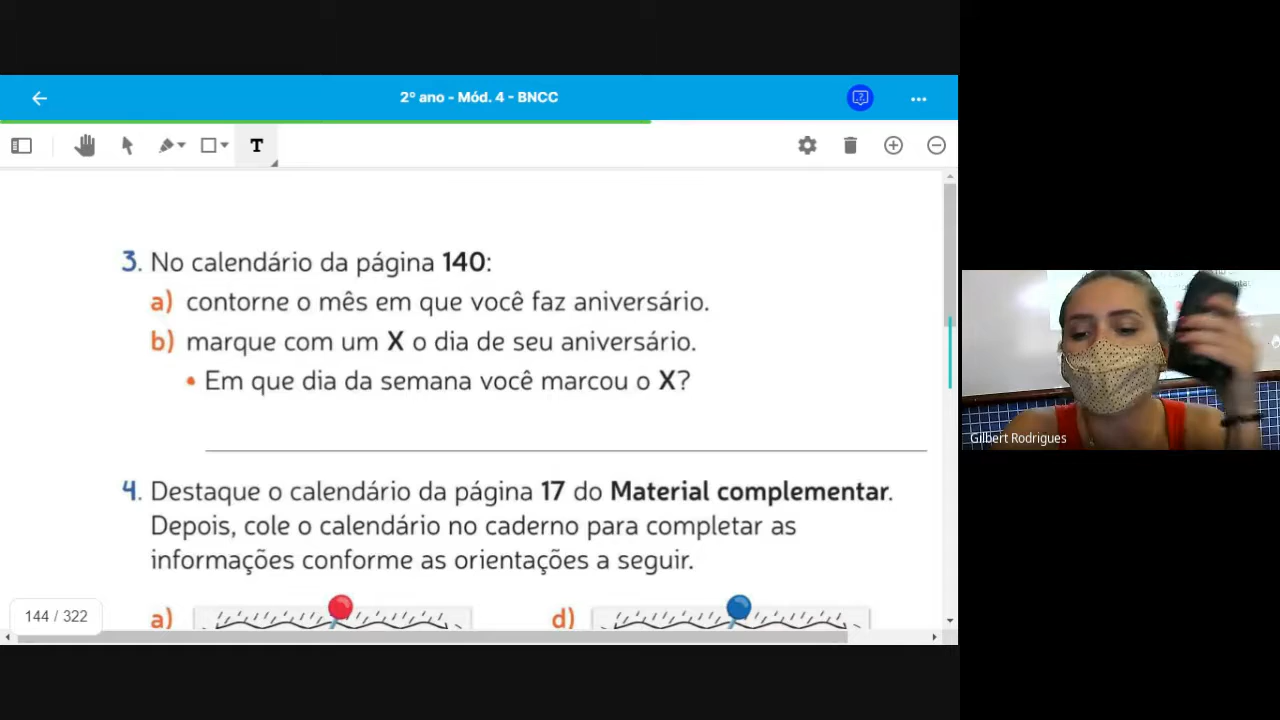 2º ano - Mód. 4 - BNCC
T
3. No calendário da página 140:
a) contorne o mês em que você faz aniversário.
b) marque com um X o dia de seu aniversário.
• Em que dia da semana você marcou o X?
4. Destaque o calendário da página 17 do Material complementar.
Depois, cole o calendário no caderno para completar as
informações conforme as orientações a seguir.
a)
d)
144 / 322
Gilbert Rodrigues